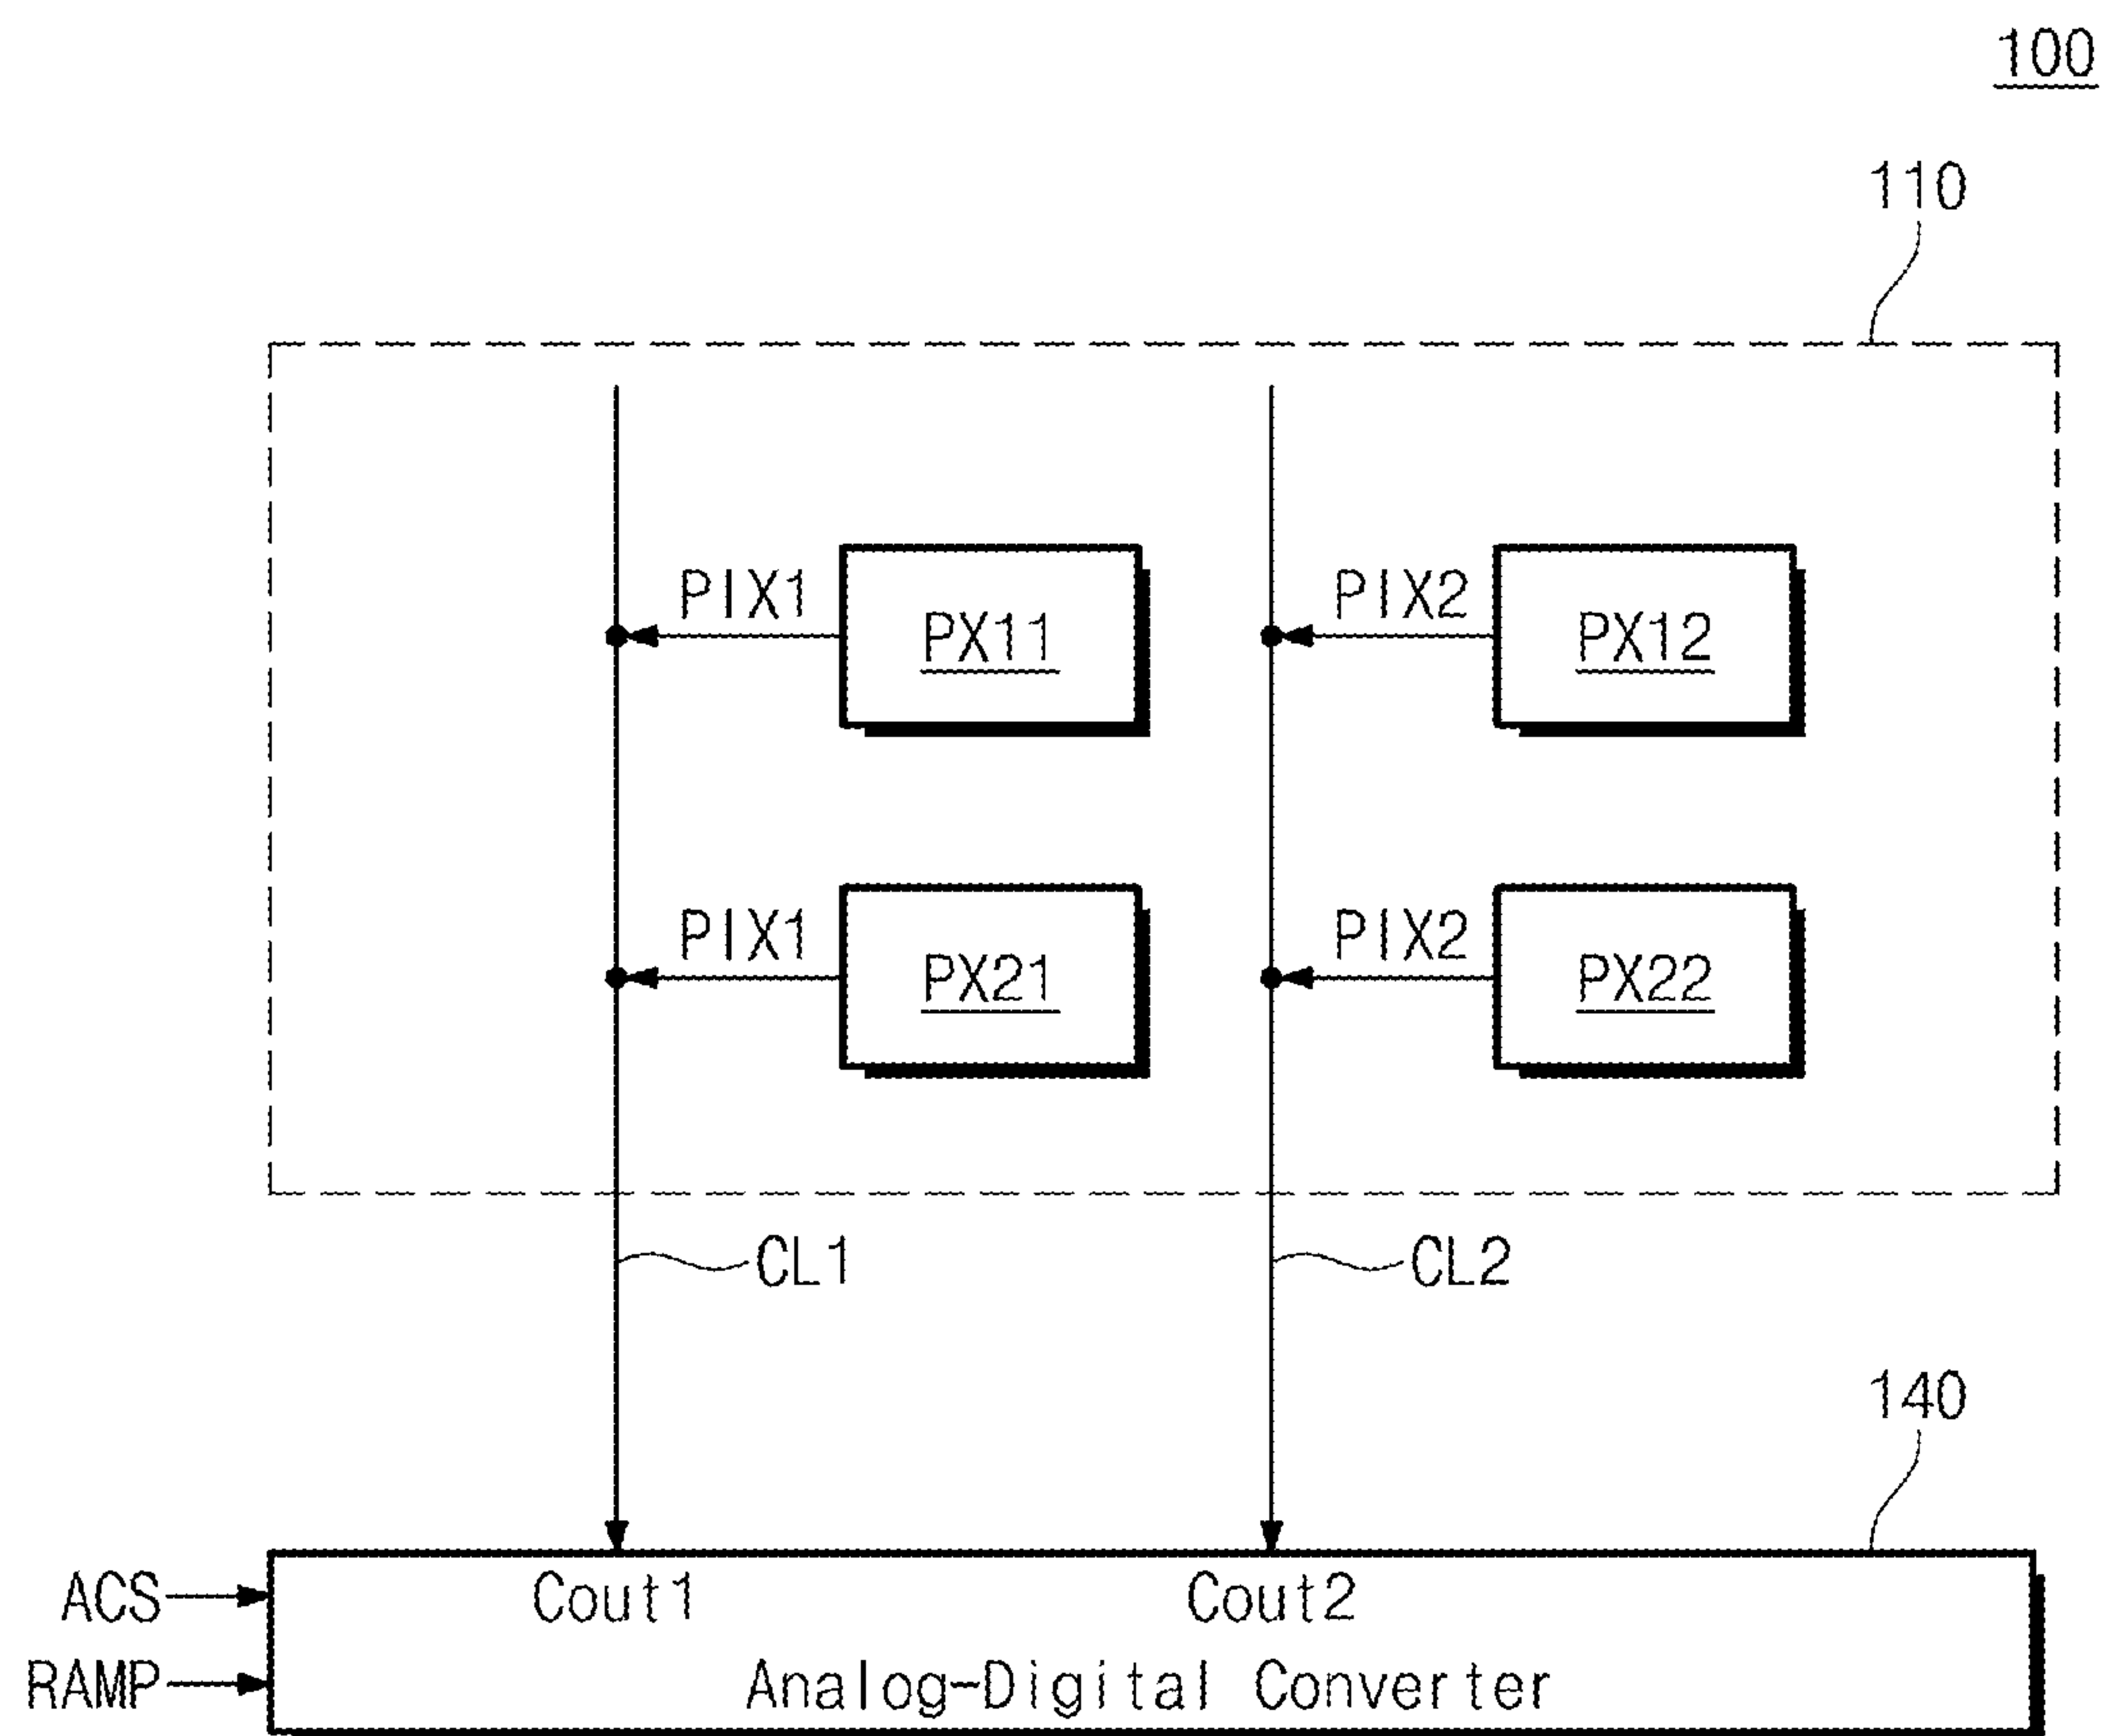 100
110
PIX1
PX11
PIX2
PX12
PIX1
PX21
PIX2
PX22
CL1
CL2
140
ACS
Cout1
Cout2
RAMP
Analog-Digital Converter